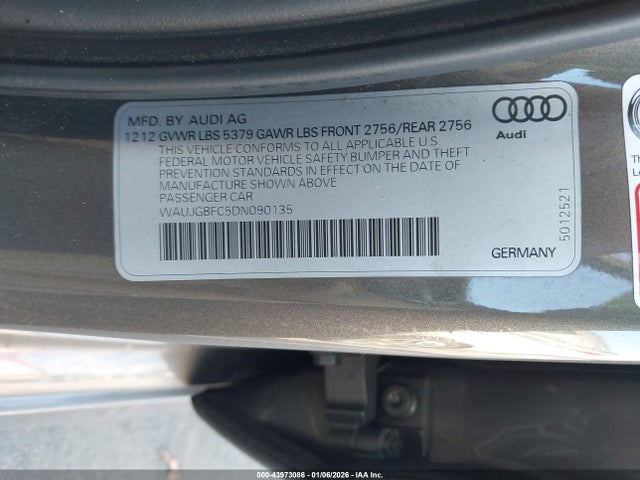 MFD. BY AUDI AG
1212 GVWR LBS 5379 GAWR LBS FRONT 2756/REAR 2756
THIS VEHICLE CONFORMS TO ALL APPLICABLE U.S.
FEDERAL MOTOR VEHICLE SAFETY BUMPER AND THEFT
PREVENTION STANDARDS IN EFFECT ON THE DATE OF
MANUFACTURE SHOWN ABOVE
PASSENGER CAR
WAUJGBFC5DN090135
Audi
GERMANY
5012521
000-43973086 - 01/06/2026 - IAA Inc.